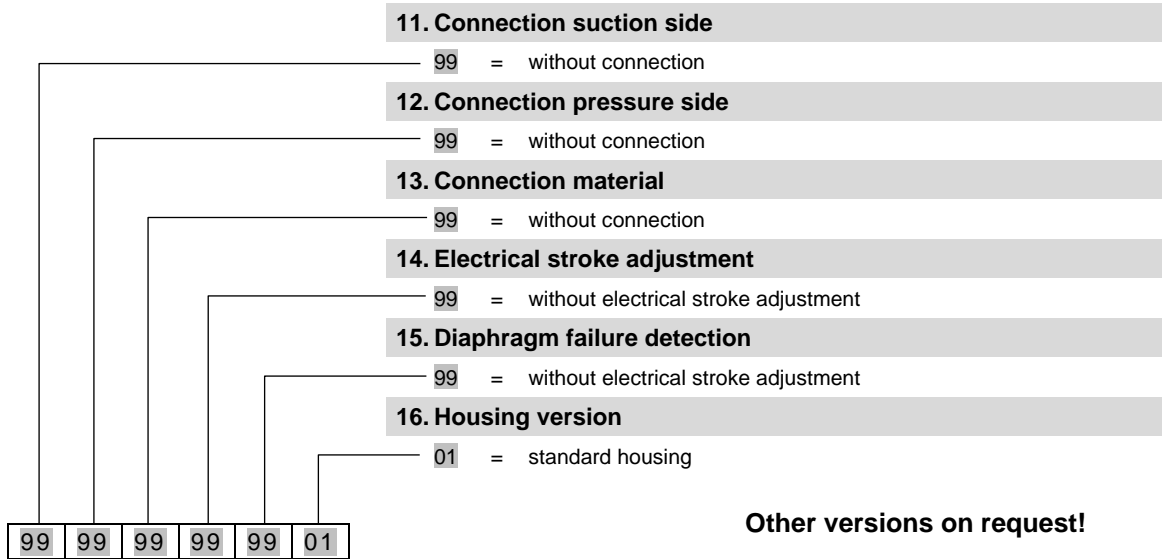 11. Connection suction side
99 = without connection
12. Connection pressure side
99 = without connection
13. Connection material
99 = without connection
14. Electrical stroke adjustment
99 = without electrical stroke adjustment
15. Diaphragm failure detection
99 = without electrical stroke adjustment
16. Housing version
01 = standard housing
99 99 99 99 99 01
Other versions on request!